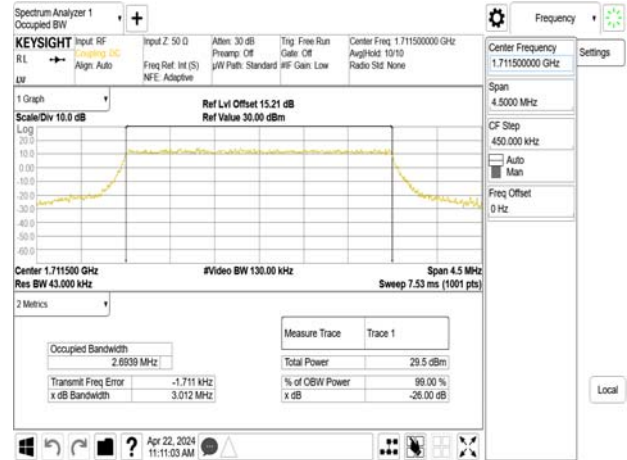 Spectrum Analyzer 1
Occupied BW
Frequency
KEYSIGHT
Input: RF
Coupling: DC
Align: Auto
Input Z: 50 Ω
Freq Ref: Int (S)
NFE: Adaptive
Atten: 30 dB
Preamp: Off
µW Path: Standard
Trig: Free Run
Gate: Off
#IF Gain: Low
Center Freq: 1.711500000 GHz
Avg|Hold: 10/10
Radio Std: None
RL
LXI
1 Graph
Scale/Div 10.0 dB
Ref Lvl Offset 15.21 dB
Ref Value 30.00 dBm
Log
20.0
10.0
0.00
-10.0
-20.0
-30.0
-40.0
-50.0
-60.0
Center 1.711500 GHz
#Video BW 130.00 kHz
Span 4.5 MHz
Res BW 43.000 kHz
Sweep 7.53 ms (1001 pts)
2 Metrics
Measure Trace Trace 1
Occupied Bandwidth
2.6939 MHz
Total Power 29.5 dBm
Transmit Freq Error -1.711 kHz
% of OBW Power 99.00 %
x dB Bandwidth 3.012 MHz
x dB -26.00 dB
Apr 22, 2024
11:11:03 AM
Center Frequency
1.711500000 GHz
Settings
Span
4.5000 MHz
CF Step
450.000 kHz
Auto
Man
Freq Offset
0 Hz
Local